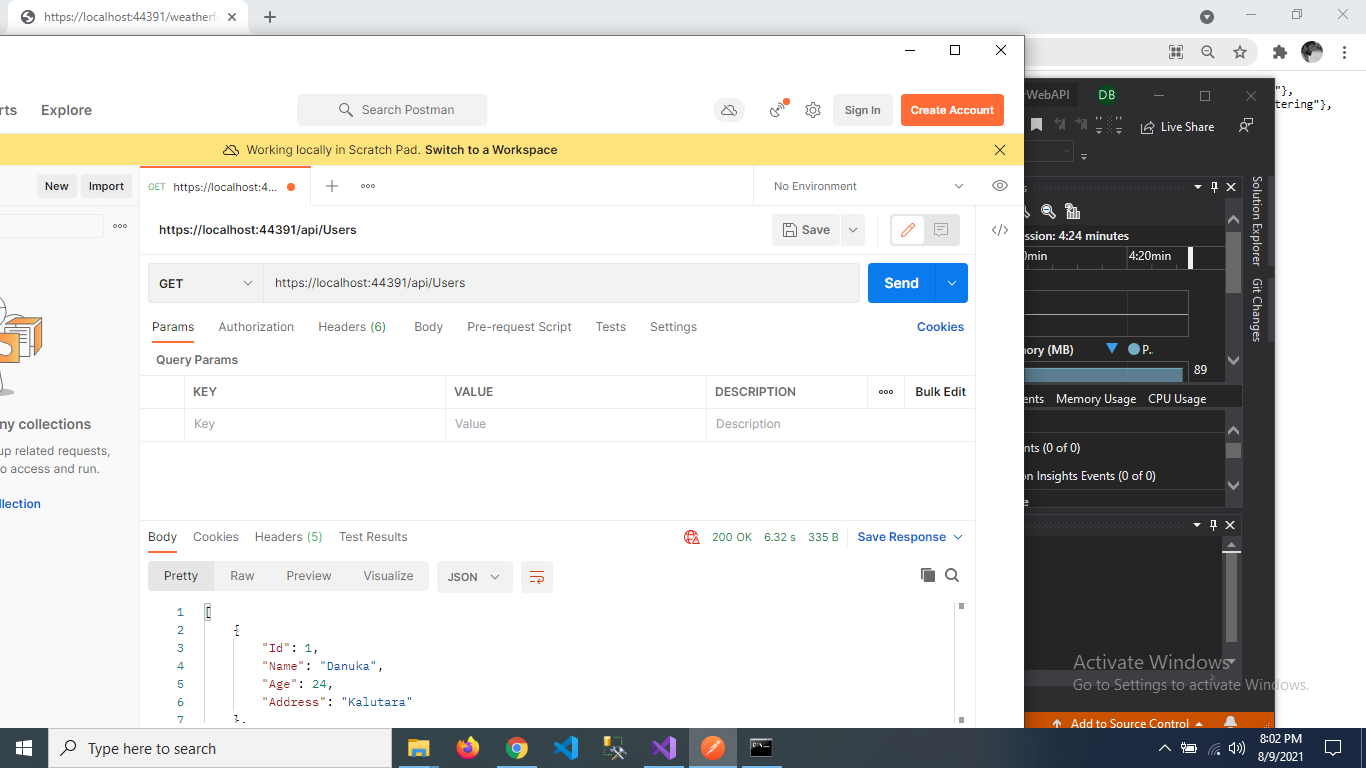 https://localhost:44391/weatherf
rWebAPI
DB
"},
tering"},
rts
Explore
Search Postman
Sign In
Create Account
Live Share
Working locally in Scratch Pad. Switch to a Workspace
New
Import
GET https://localhost:4...
No Environment
Solution Explorer
Git Changes
https://localhost:44391/api/Users
Save
ssion: 4:24 minutes
0min
4:20min
GET
https://localhost:44391/api/Users
Send
Params
Authorization
Headers (6)
Body
Pre-request Script
Tests
Settings
Cookies
Query Params
ory (MB)
P..
89
KEY
VALUE
DESCRIPTION
Bulk Edit
ents
Memory Usage
CPU Usage
Key
Value
Description
ny collections
up related requests,
o access and run.
llection
nts (0 of 0)
on Insights Events (0 of 0)
e
Body
Cookies
Headers (5)
Test Results
200 OK
6.32 s
335 B
Save Response
Pretty
Raw
Preview
Visualize
JSON
1 [
2 {
3 "Id": 1,
4 "Name": "Danuka",
5 "Age": 24,
6 "Address": "Kalutara"
7 },
Activate Windows
Go to Settings to activate Windows.
Add to Source Control
Type here to search
8:02 PM
8/9/2021